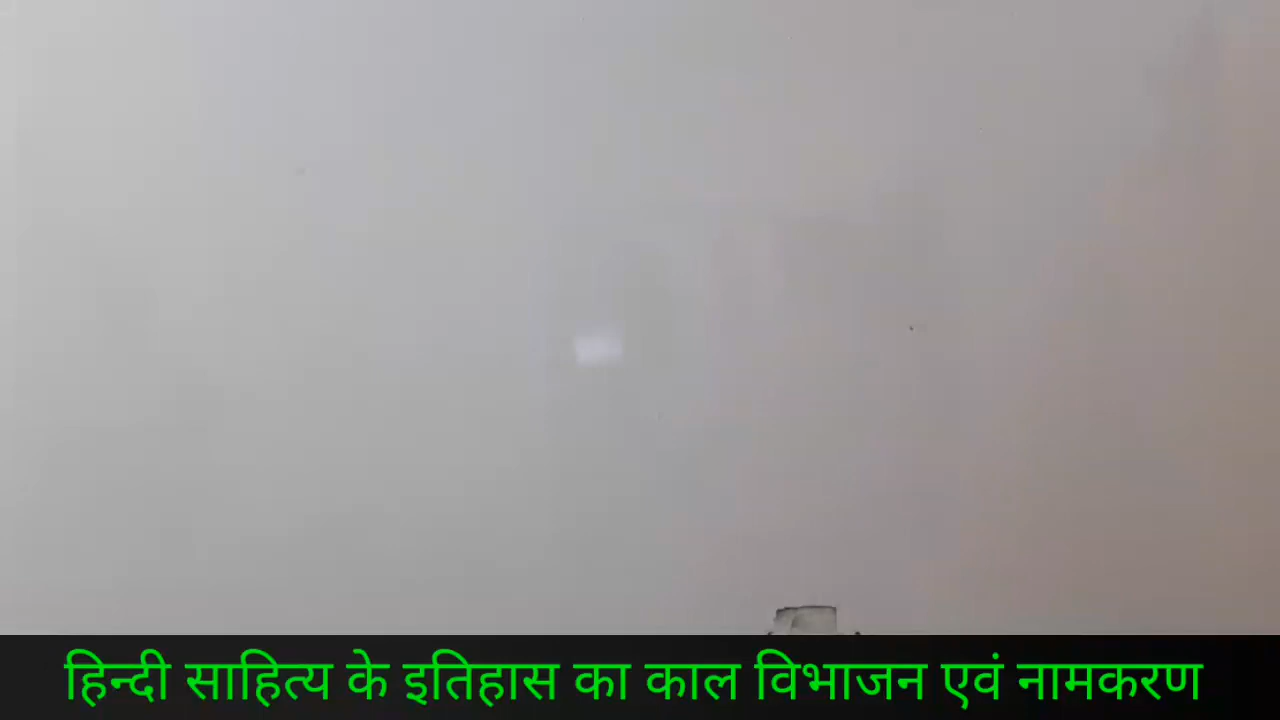 हिन्दी साहित्य के इतिहास का काल विभाजन एवं नामकरण